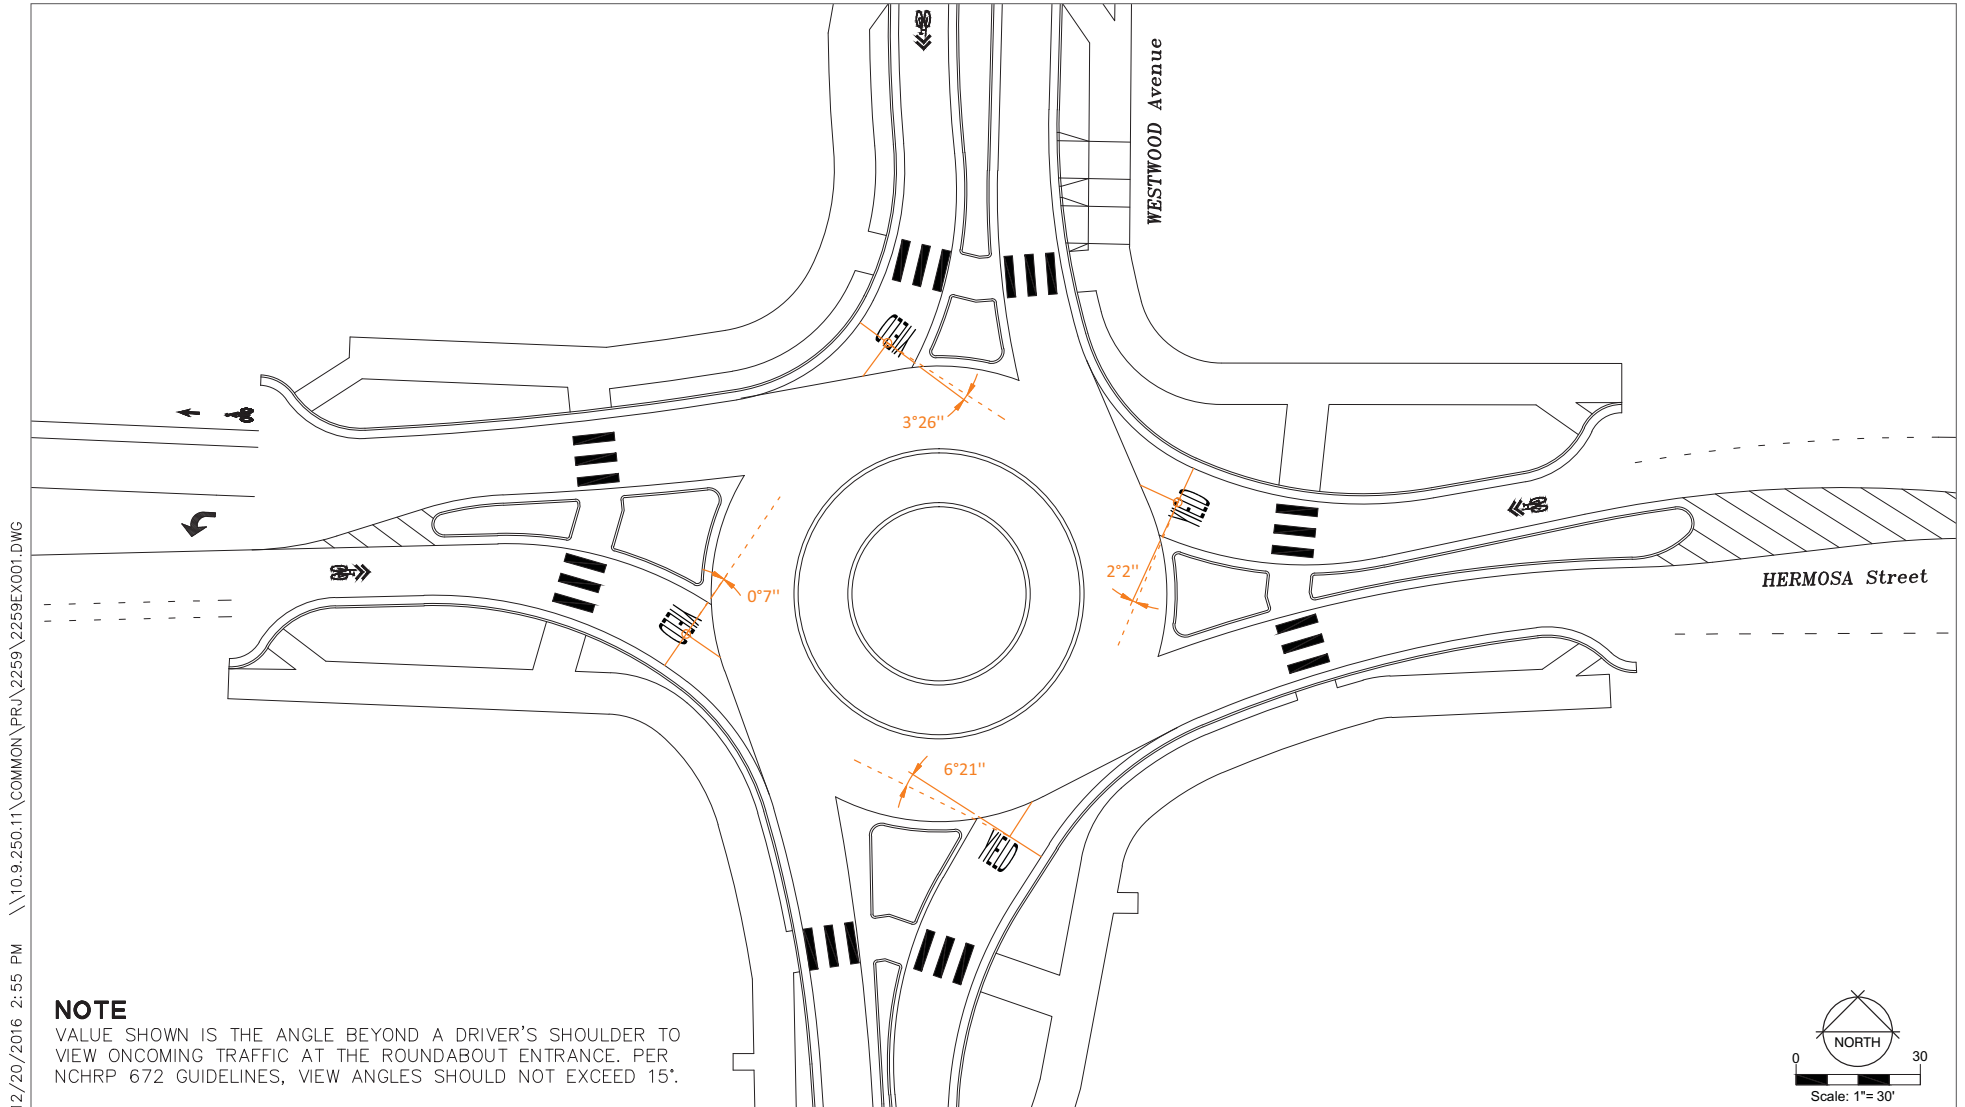 WESTWOOD Avenue
YIELD
3°26''
YIELD
2°2''
0°7''
YIELD
HERMOSA Street
6°21''
YIELD
NOTE
VALUE SHOWN IS THE ANGLE BEYOND A DRIVER'S SHOULDER TO
VIEW ONCOMING TRAFFIC AT THE ROUNDABOUT ENTRANCE. PER
NCHRP 672 GUIDELINES, VIEW ANGLES SHOULD NOT EXCEED 15°.
NORTH
0 30
Scale: 1"= 30'
12/20/2016 2:55 PM \\10.9.250.11\COMMON\PRJ\2259\2259EX001.DWG